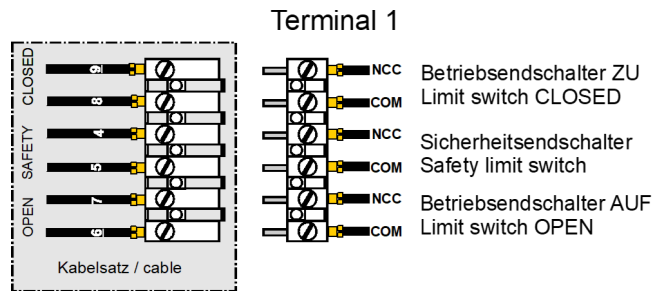 Terminal 1
CLOSED
9
8
SAFETY
4
5
OPEN
7
6
Kabelsatz / cable
NCC
COM
Betriebsendschalter ZU
Limit switch CLOSED
NCC
COM
Sicherheitsendschalter
Safety limit switch
NCC
COM
Betriebsendschalter AUF
Limit switch OPEN